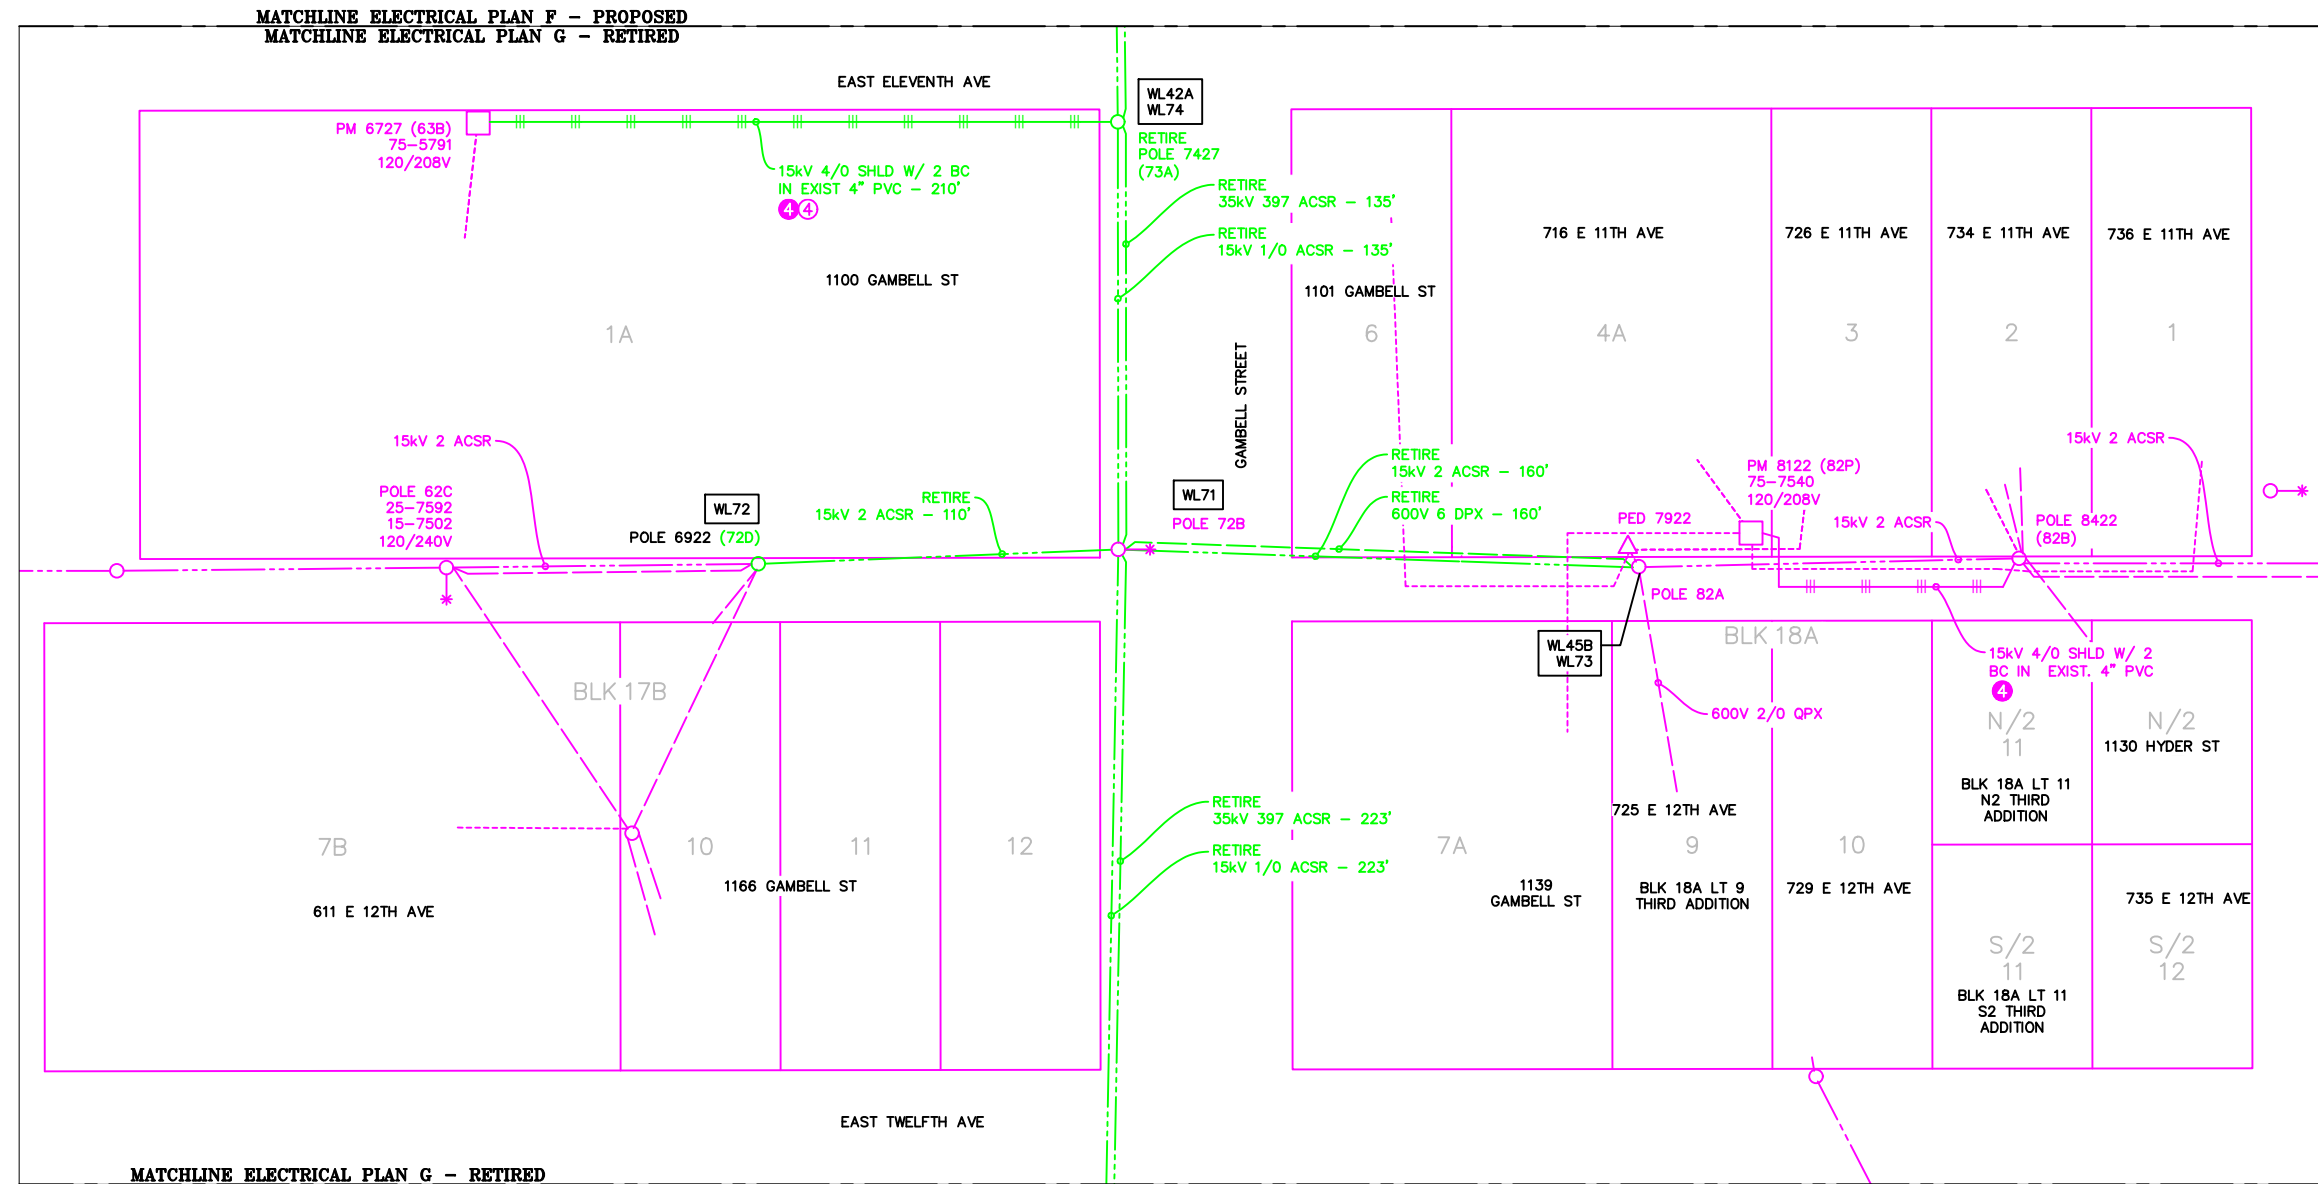 MATCHLINE ELECTRICAL PLAN F – PROPOSED
MATCHLINE ELECTRICAL PLAN G – RETIRED
EAST ELEVENTH AVE
WL42A
WL74
PM 6727 (63B)
75-5791
120/208V
RETIRE
POLE 7427
(73A)
15kV 4/0 SHLD W/ 2 BC
IN EXIST 4" PVC – 210'
4 4
RETIRE
35kV 397 ACSR – 135'
RETIRE
15kV 1/0 ACSR – 135'
716 E 11TH AVE
726 E 11TH AVE
734 E 11TH AVE
736 E 11TH AVE
1100 GAMBELL ST
1101 GAMBELL ST
1A
6
4A
3
2
1
GAMBELL STREET
15kV 2 ACSR
15kV 2 ACSR
RETIRE
15kV 2 ACSR – 160'
RETIRE
600V 6 DPX – 160'
PM 8122 (82P)
75-7540
120/208V
POLE 62C
25-7592
15-7502
120/240V
WL72
POLE 6922 (72D)
RETIRE
15kV 2 ACSR – 110'
WL71
POLE 72B
PED 7922
15kV 2 ACSR
POLE 8422
(82B)
POLE 82A
WL45B
WL73
BLK 18A
15kV 4/0 SHLD W/ 2
BC IN EXIST. 4" PVC
4
BLK 17B
600V 2/0 QPX
N/2
11
N/2
1130 HYDER ST
BLK 18A LT 11
N2 THIRD
ADDITION
RETIRE
35kV 397 ACSR – 223'
RETIRE
15kV 1/0 ACSR – 223'
725 E 12TH AVE
7B
10
11
12
7A
9
10
611 E 12TH AVE
1166 GAMBELL ST
1139
GAMBELL ST
BLK 18A LT 9
THIRD ADDITION
729 E 12TH AVE
735 E 12TH AVE
S/2
11
S/2
12
BLK 18A LT 11
S2 THIRD
ADDITION
EAST TWELFTH AVE
MATCHLINE ELECTRICAL PLAN G – RETIRED